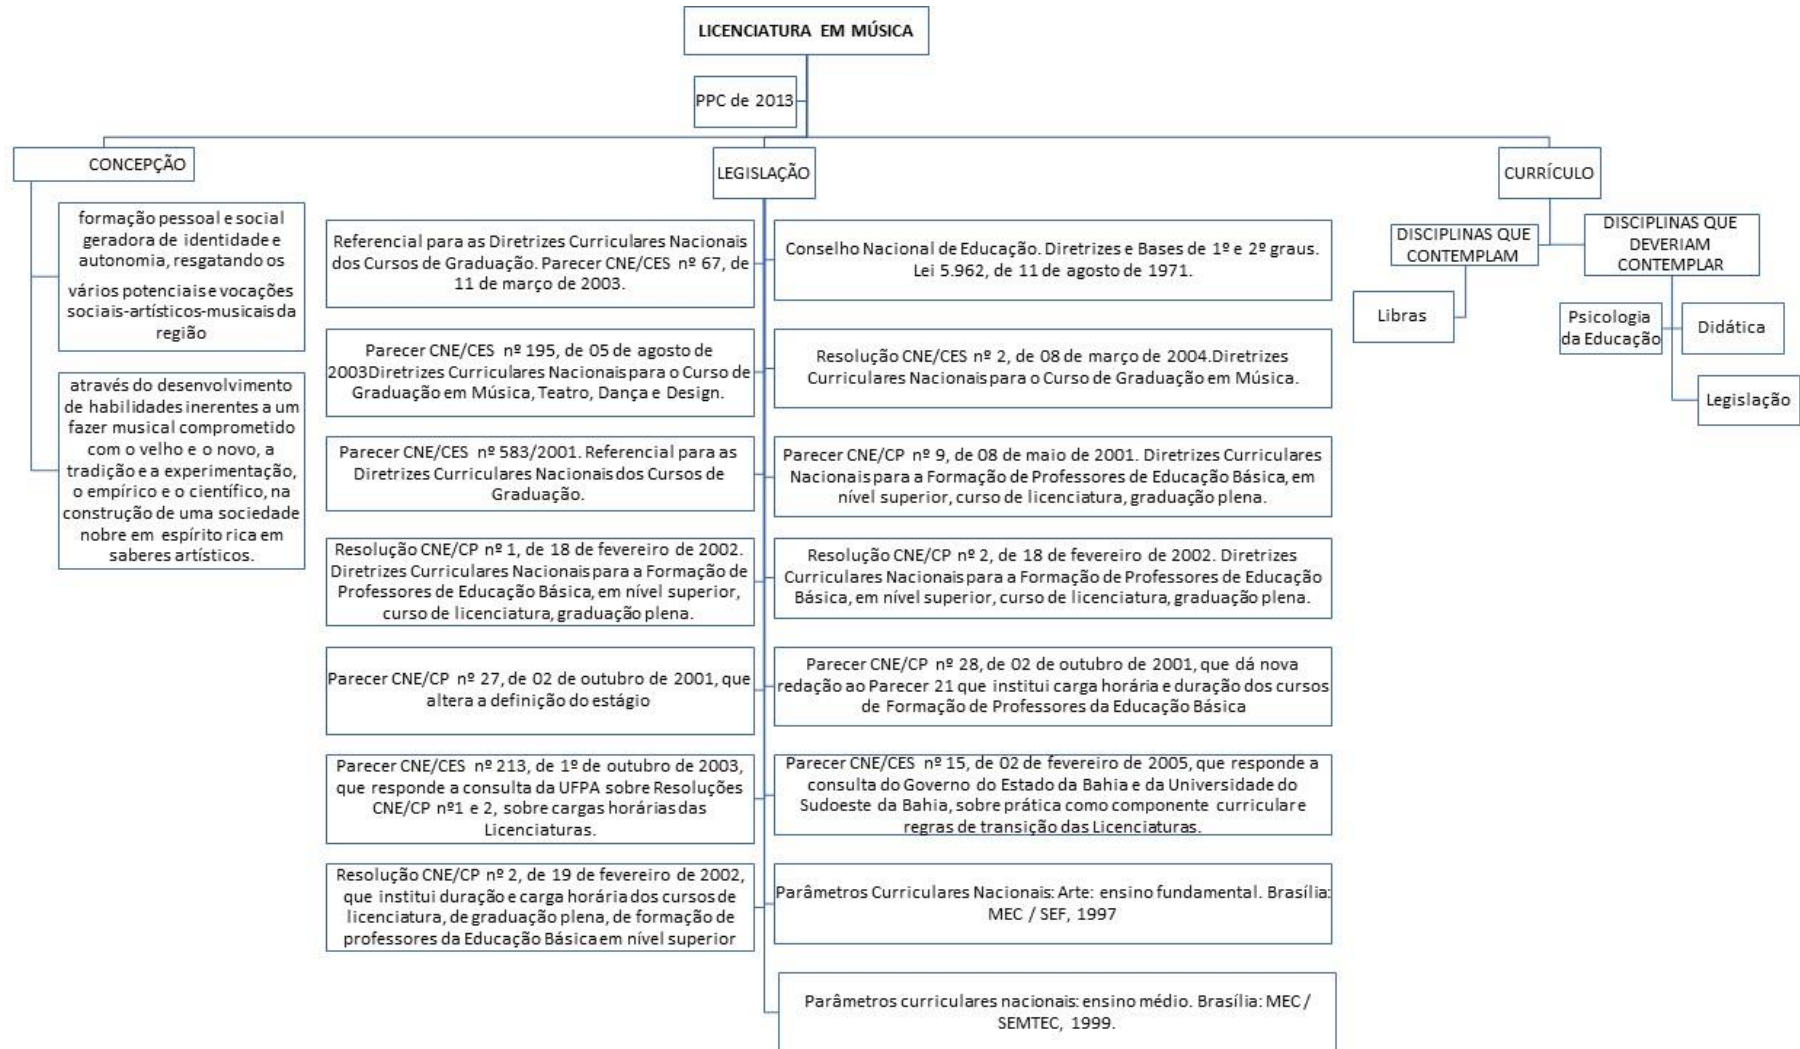 LICENCIATURA EM MÚSICA
PPC de 2013
CONCEPÇÃO
formação pessoal e social
geradora de identidade e
autonomia, resgatando os
vários potenciais e vocações
sociais-artísticos-musicais da
região
através do desenvolvimento
de habilidades inerentes a um
fazer musical comprometido
com o velho e o novo, a
tradição e a experimentação,
o empírico e o científico, na
construção de uma sociedade
nobre em espírito rica em
saberes artísticos.
LEGISLAÇÃO
Referencial para as Diretrizes Curriculares Nacionais
dos Cursos de Graduação. Parecer CNE/CES nº 67, de
11 de março de 2003.
Conselho Nacional de Educação. Diretrizes e Bases de 1º e 2º graus.
Lei 5.962, de 11 de agosto de 1971.
Parecer CNE/CES nº 195, de 05 de agosto de
2003Diretrizes Curriculares Nacionais para o Curso de
Graduação em Música, Teatro, Dança e Design.
Resolução CNE/CES nº 2, de 08 de março de 2004.Diretrizes
Curriculares Nacionais para o Curso de Graduação em Música.
Parecer CNE/CES nº 583/2001. Referencial para as
Diretrizes Curriculares Nacionais dos Cursos de
Graduação.
Parecer CNE/CP nº 9, de 08 de maio de 2001. Diretrizes Curriculares
Nacionais para a Formação de Professores de Educação Básica, em
nível superior, curso de licenciatura, graduação plena.
Resolução CNE/CP nº 1, de 18 de fevereiro de 2002.
Diretrizes Curriculares Nacionais para a Formação de
Professores de Educação Básica, em nível superior,
curso de licenciatura, graduação plena.
Resolução CNE/CP nº 2, de 18 de fevereiro de 2002. Diretrizes
Curriculares Nacionais para a Formação de Professores de Educação
Básica, em nível superior, curso de licenciatura, graduação plena.
Parecer CNE/CP nº 27, de 02 de outubro de 2001, que
altera a definição do estágio
Parecer CNE/CP nº 28, de 02 de outubro de 2001, que dá nova
redação ao Parecer 21 que institui carga horária e duração dos cursos
de Formação de Professores da Educação Básica
Parecer CNE/CES nº 213, de 1º de outubro de 2003,
que responde a consulta da UFPA sobre Resoluções
CNE/CP nº1 e 2, sobre cargas horárias das
Licenciaturas.
Parecer CNE/CES nº 15, de 02 de fevereiro de 2005, que responde a
consulta do Governo do Estado da Bahia e da Universidade do
Sudoeste da Bahia, sobre prática como componente curricular e
regras de transição das Licenciaturas.
Resolução CNE/CP nº 2, de 19 de fevereiro de 2002,
que institui duração e carga horária dos cursos de
licenciatura, de graduação plena, de formação de
professores da Educação Básica em nível superior
Parâmetros Curriculares Nacionais: Arte: ensino fundamental. Brasília:
MEC / SEF, 1997
Parâmetros curriculares nacionais: ensino médio. Brasília: MEC /
SEMTEC, 1999.
CURRÍCULO
DISCIPLINAS QUE
CONTEMPLAM
Libras
DISCIPLINAS QUE
DEVERIAM
CONTEMPLAR
Psicologia
da Educação
Didática
Legislação